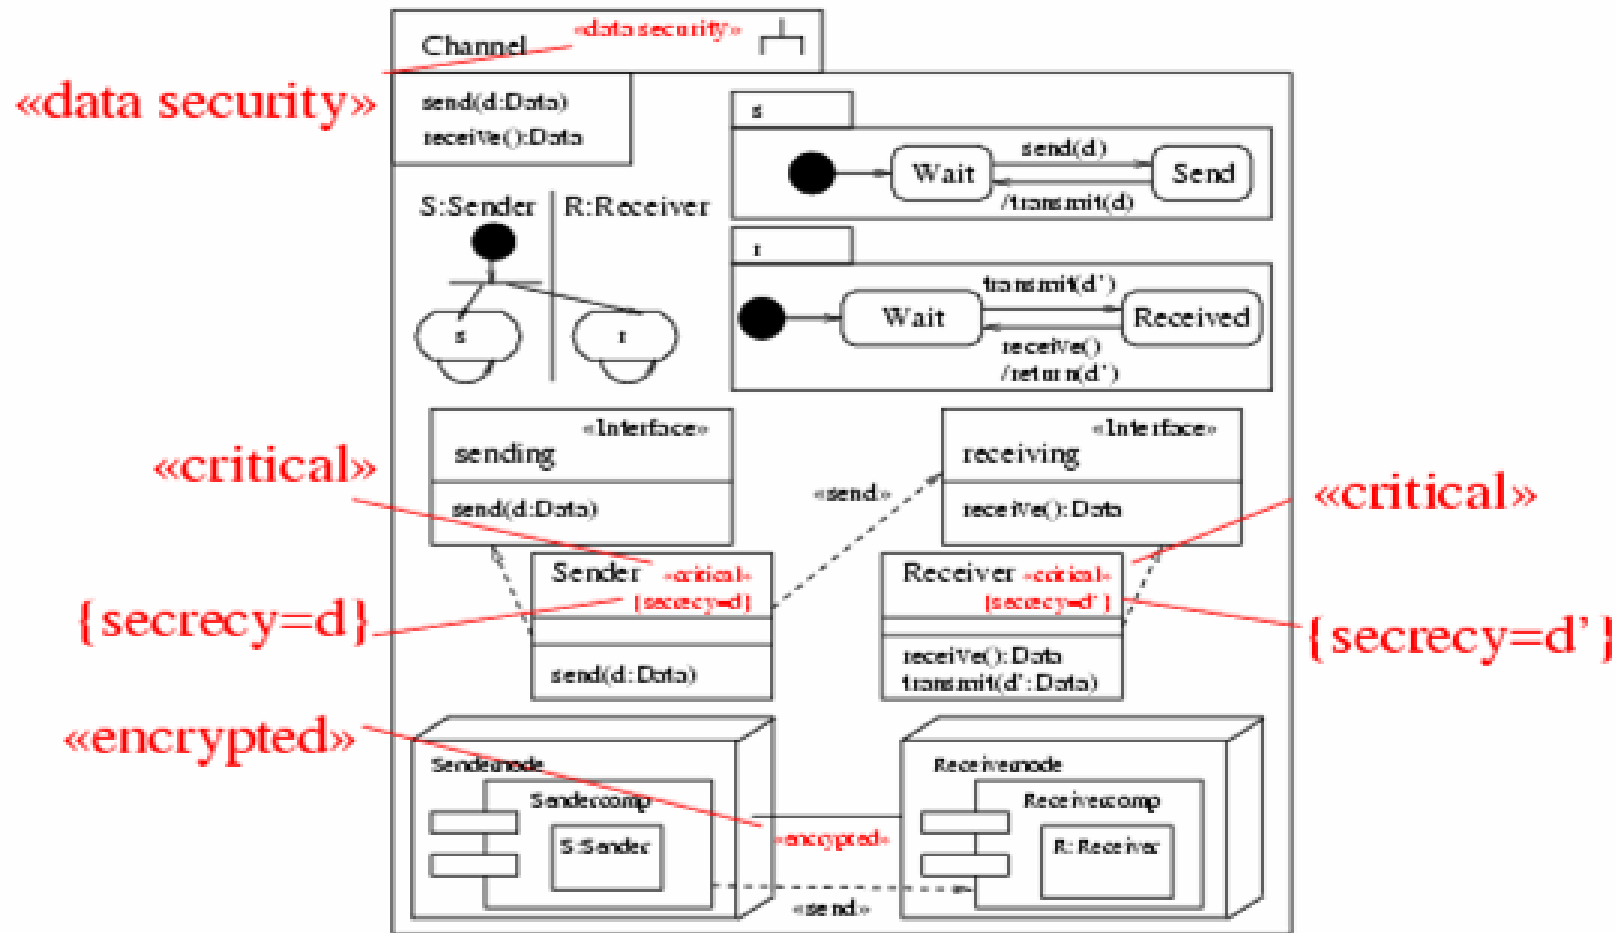 Channel «data security»
«data security»
send(d:Data)
receive():Data
s
Wait
send(d)
Send
/transmit(d)
S:Sender
R:Receiver
s
r
r
Wait
transmit(d')
Received
receive()
/return(d')
«Interface»
sending
send(d:Data)
«Interface»
receiving
receive():Data
«critical»
«send»
«critical»
Sender «critical»
{secrecy=d}
send(d:Data)
Receiver «critical»
{secrecy=d'}
receive():Data
transmit(d':Data)
{secrecy=d}
{secrecy=d'}
«encrypted»
Sendernode
Sendercomp
S:Sender
«encrypted»
Receivernode
Receivercomp
R:Receiver
«send»